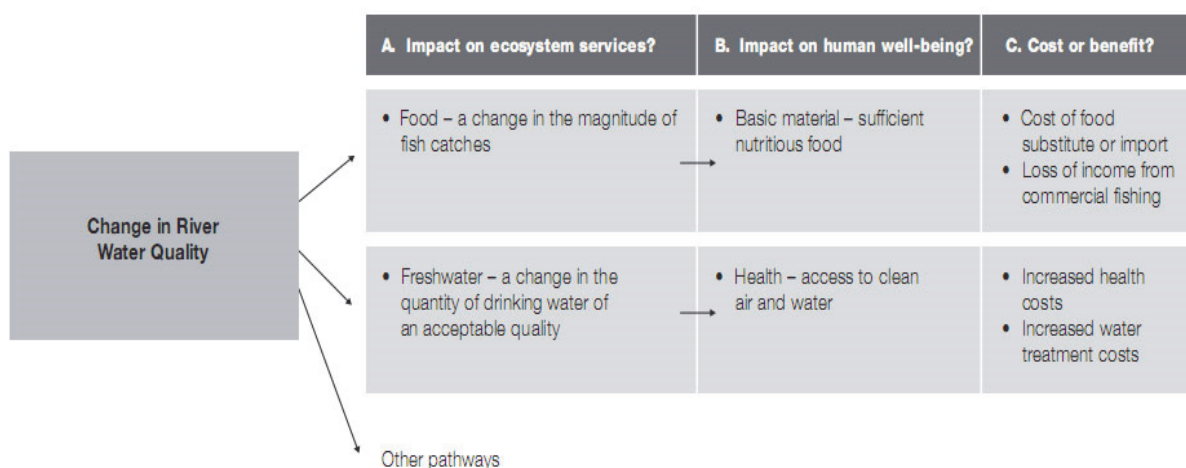 A. Impact on ecosystem services?
B. Impact on human well-being?
C. Cost or benefit?
Change in River
Water Quality
• Food – a change in the magnitude of
fish catches
• Basic material – sufficient
nutritious food
• Cost of food
substitute or import
• Loss of income from
commercial fishing
• Freshwater – a change in the
quantity of drinking water of
an acceptable quality
• Health – access to clean
air and water
• Increased health
costs
• Increased water
treatment costs
Other pathways